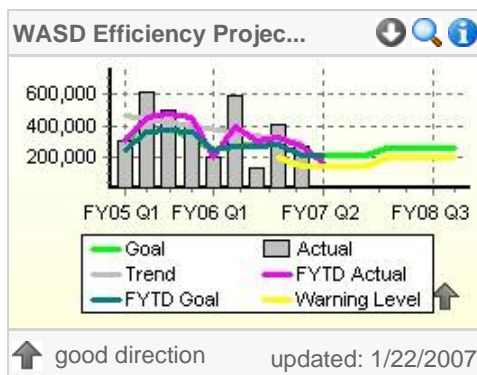 WASD Efficiency Projec...
600,000
400,000
200,000
FY05 Q1 FY06 Q1 FY07 Q2 FY08 Q3
Goal Actual
Trend FYTD Actual
FYTD Goal Warning Level
good direction updated: 1/22/2007